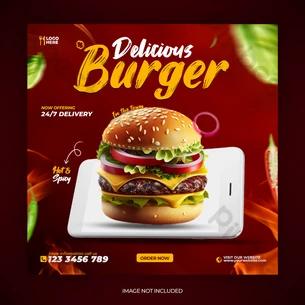 LOGO
HERE
Delicious
Burger
NOW OFFERING
24/7 DELIVERY
Hot &
Spicy
123 3456 789
ORDER NOW
VISIT OUR WEBSITE
IMAGE NOT INCLUDED